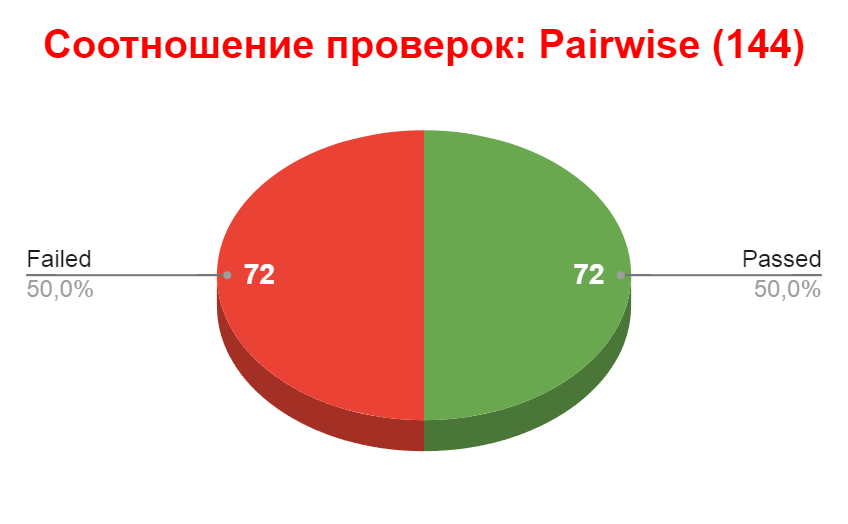 Соотношение проверок: Pairwise (144)
Failed
50,0%
72
72
Passed
50,0%